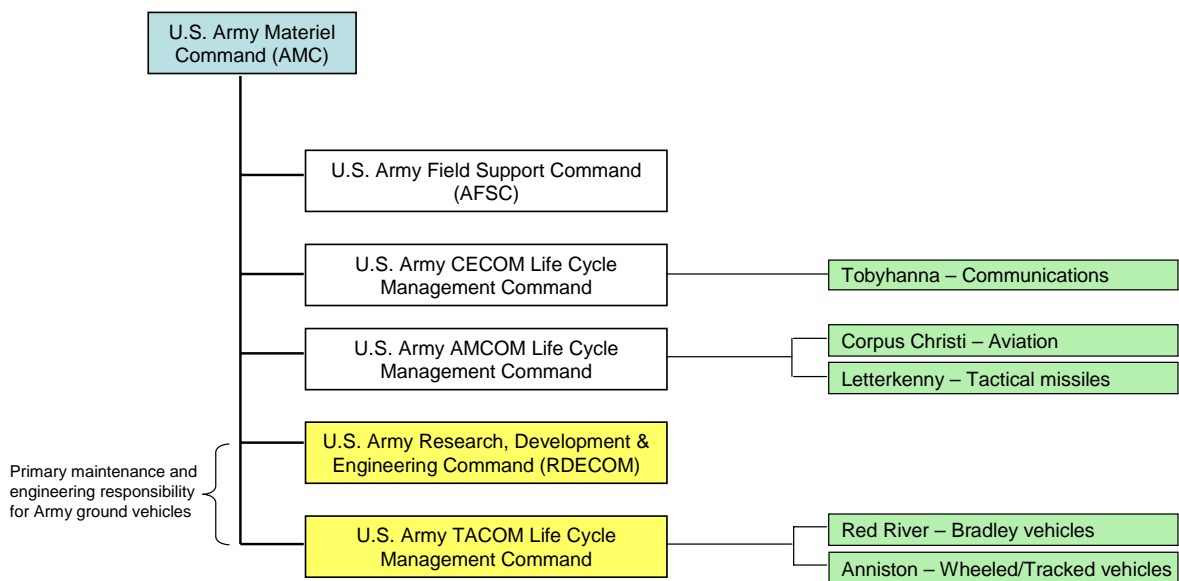 U.S. Army Materiel
Command (AMC)
U.S. Army Field Support Command
(AFSC)
U.S. Army CECOM Life Cycle
Management Command
Tobyhanna – Communications
U.S. Army AMCOM Life Cycle
Management Command
Corpus Christi – Aviation
Letterkenny – Tactical missiles
U.S. Army Research, Development &
Engineering Command (RDECOM)
Primary maintenance and
engineering responsibility
for Army ground vehicles
U.S. Army TACOM Life Cycle
Management Command
Red River – Bradley vehicles
Anniston – Wheeled/Tracked vehicles